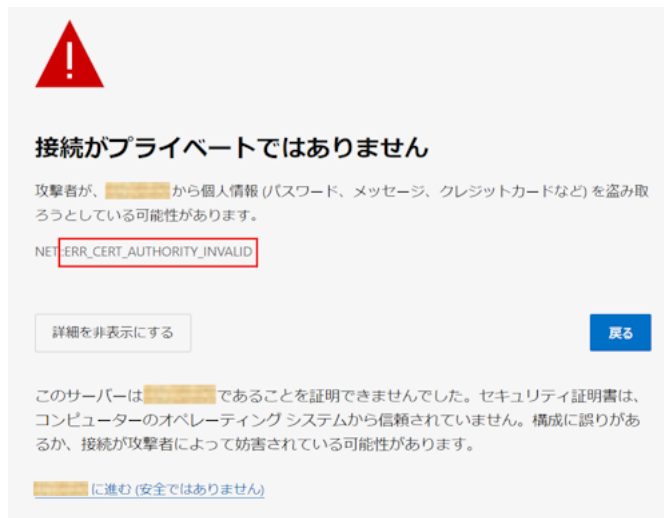 接続がプライベートではありません
攻撃者が、から個人情報 (パスワード、メッセージ、クレジットカードなど) を盗み取
ろうとしている可能性があります。
NET::ERR_CERT_AUTHORITY_INVALID
詳細を非表示にする
戻る
このサーバーはであることを証明できませんでした。セキュリティ証明書は、
コンピューターのオペレーティング システムから信頼されていません。構成に誤りがあ
るか、接続が攻撃者によって妨害されている可能性があります。
に進む (安全ではありません)